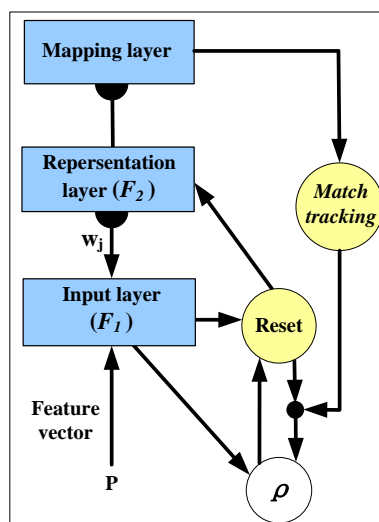 Mapping layer
Repersentation
layer (F2)
Match
tracking
wj
Input layer
(F1)
Reset
Feature
vector
P
ρ